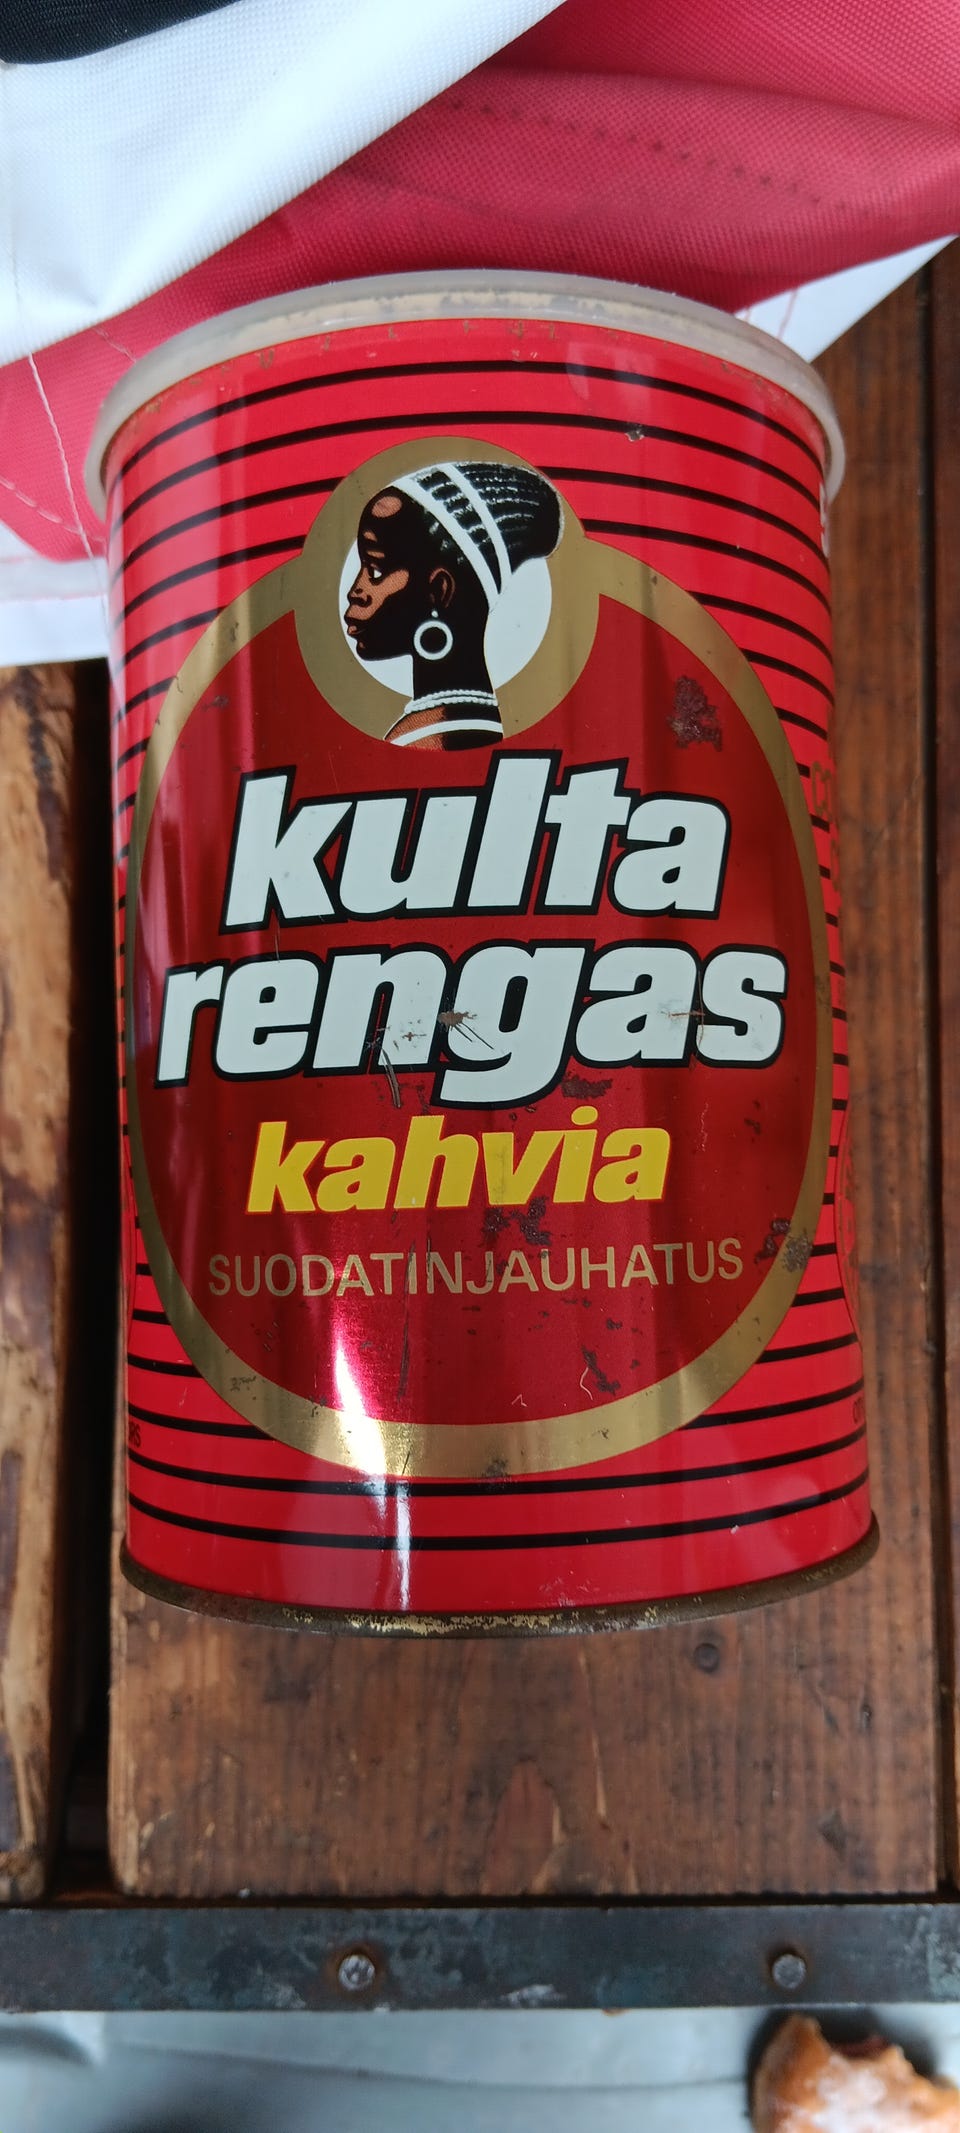 kulta
rengas
kahvia
SUODATINJAUHATUS